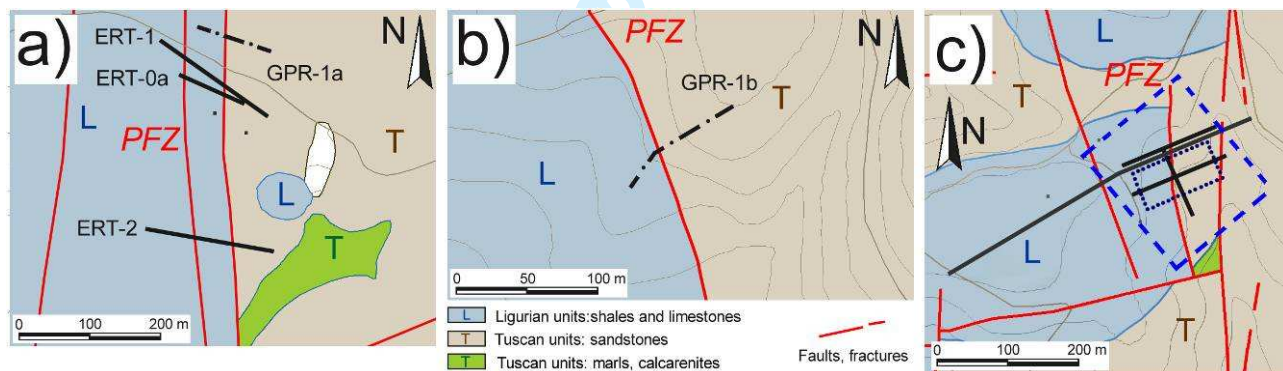 a)
ERT-1
ERT-0a
GPR-1a
N
L
PFZ
T
L
ERT-2
T
0 100 200 m
b)
PFZ
N
GPR-1b
T
L
0 50 100 m
L Ligurian units:shales and limestones
T Tuscan units: sandstones
T Tuscan units: marls, calcarenites
Faults, fractures
c)
L
PFZ
T
N
L
T
0 100 200 m